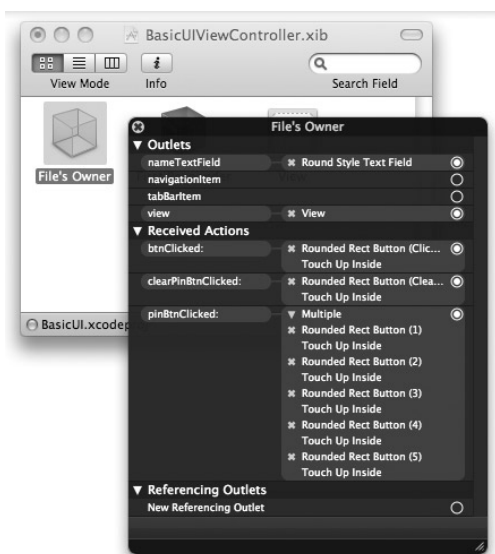 BasicUIViewController.xib
View Mode
Info
Search Field
File's Owner
View
BasicUI.xcodep
File's Owner
▼ Outlets
nameTextField ✖ Round Style Text Field
navigationItem
tabBarItem
view ✖ View
▼ Received Actions
btnClicked: ✖ Rounded Rect Button (Clic...
Touch Up Inside
clearPinBtnClicked: ✖ Rounded Rect Button (Clea...
Touch Up Inside
pinBtnClicked: ▼ Multiple
✖ Rounded Rect Button (1)
Touch Up Inside
✖ Rounded Rect Button (2)
Touch Up Inside
✖ Rounded Rect Button (3)
Touch Up Inside
✖ Rounded Rect Button (4)
Touch Up Inside
✖ Rounded Rect Button (5)
Touch Up Inside
▼ Referencing Outlets
New Referencing Outlet